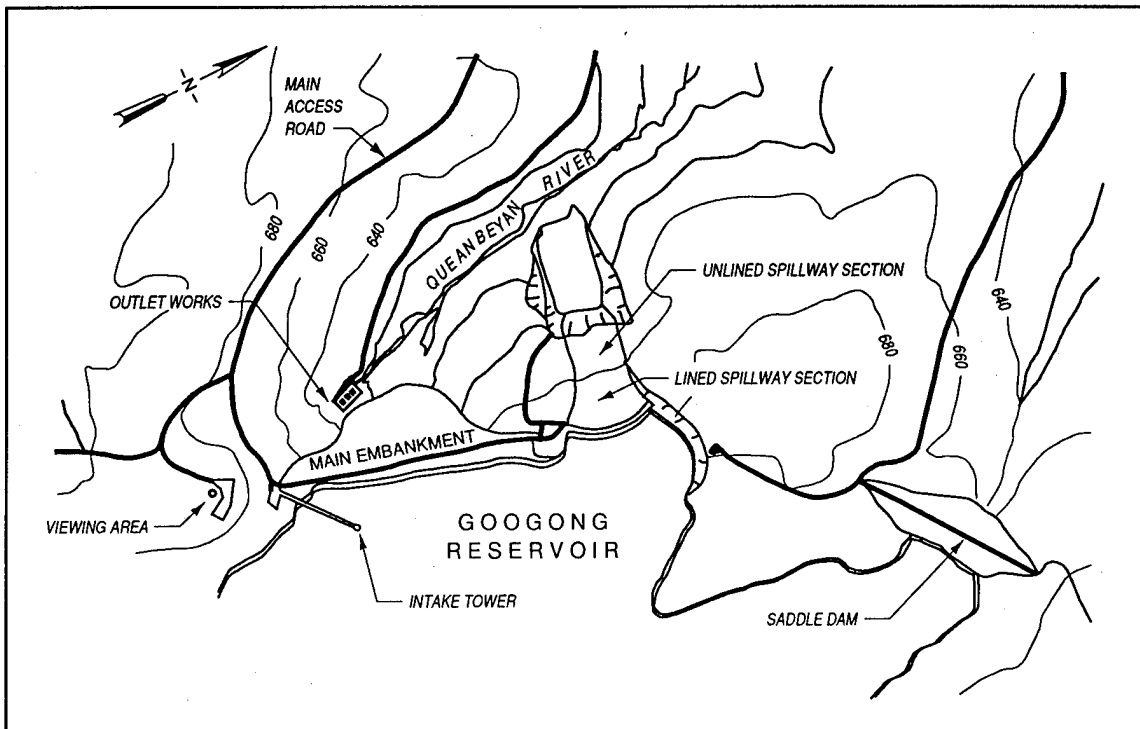 N
MAIN
ACCESS
ROAD
680
660
640
QUEANBEYAN RIVER
OUTLET WORKS
UNLINED SPILLWAY SECTION
LINED SPILLWAY SECTION
680
660
640
MAIN EMBANKMENT
VIEWING AREA
GOOGONG
RESERVOIR
INTAKE TOWER
SADDLE DAM